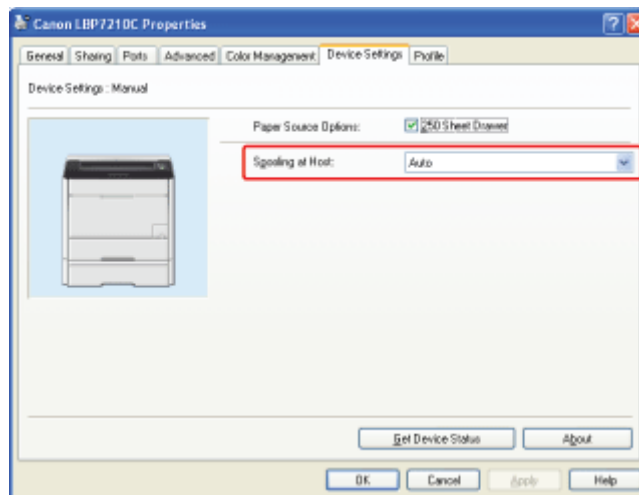 Canon LBP7210C Properties
General Sharing Ports Advanced Color Management Device Settings Profile
Device Settings : Manual
Paper Source Options: 250 Sheet Drawer
Spooling at Host: Auto
Get Device Status About
OK Cancel Apply Help